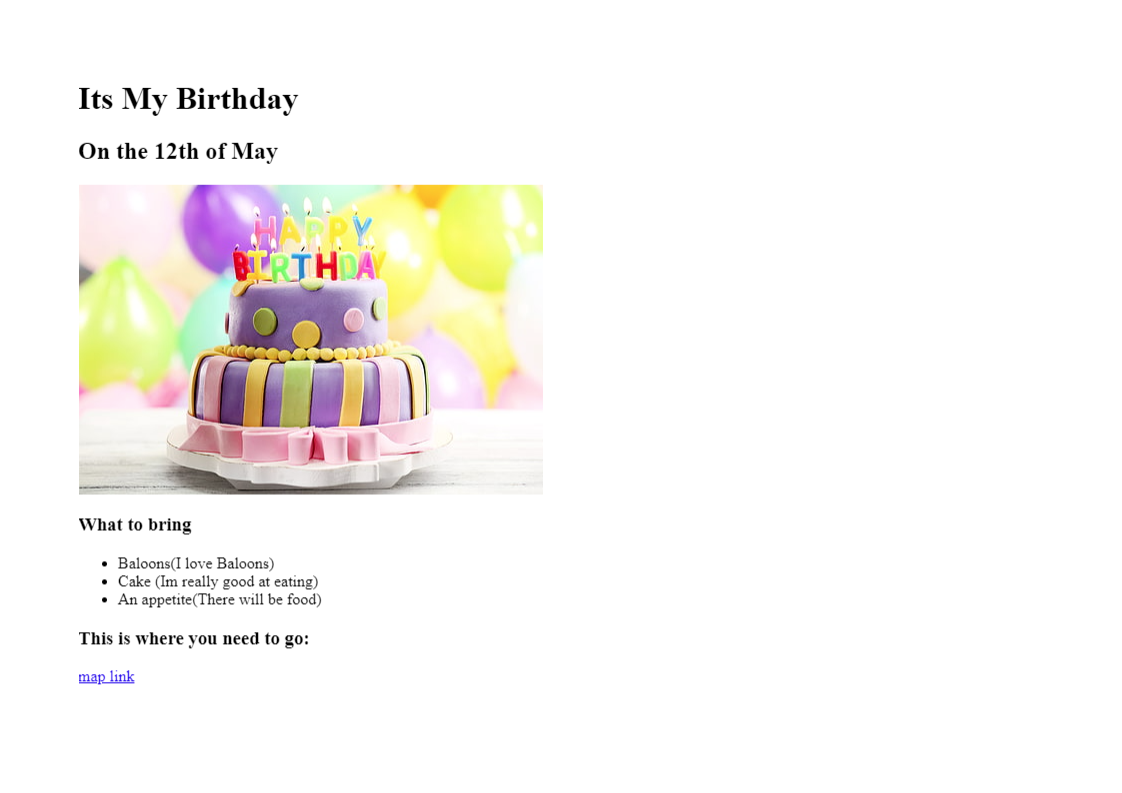 Its My Birthday
On the 12th of May
HAPPY
BIRTHDAY
What to bring
Baloons(I love Baloons)
Cake (Im really good at eating)
An appetite(There will be food)
This is where you need to go:
map link